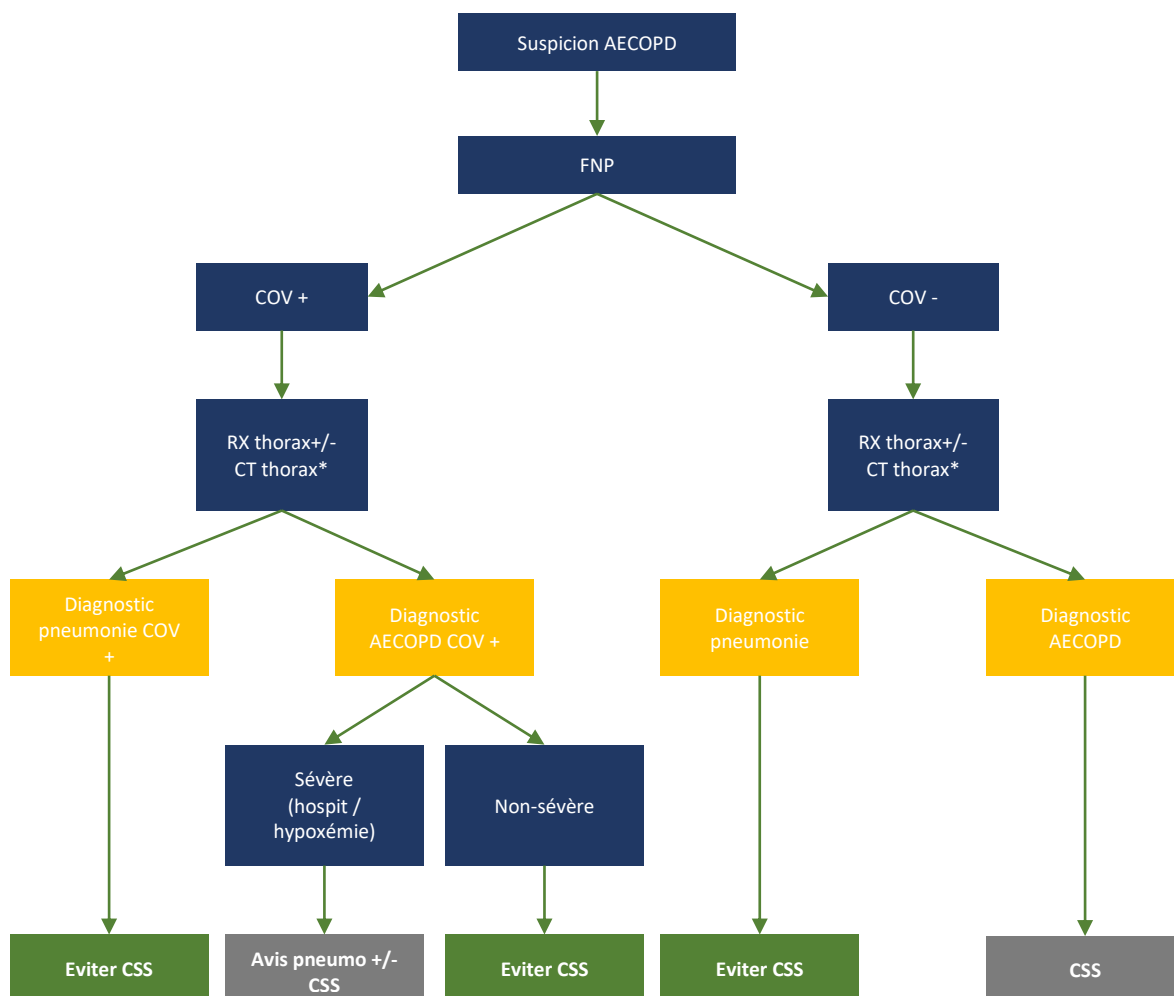 Suspicion AECOPD
FNP
COV +
COV -
RX thorax+/-
CT thorax*
RX thorax+/-
CT thorax*
Diagnostic
pneumonie COV
+
Diagnostic
AECOPD COV +
Diagnostic
pneumonie
Diagnostic
AECOPD
Sévère
(hospit /
hypoxémie)
Non-sévère
Eviter CSS
Avis pneumo +/-
CSS
Eviter CSS
Eviter CSS
CSS